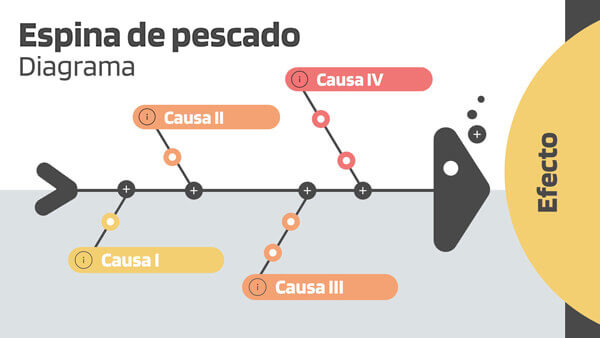 Espina de pescado
Diagrama
Causa IV
Causa II
Efecto
Causa I
Causa III